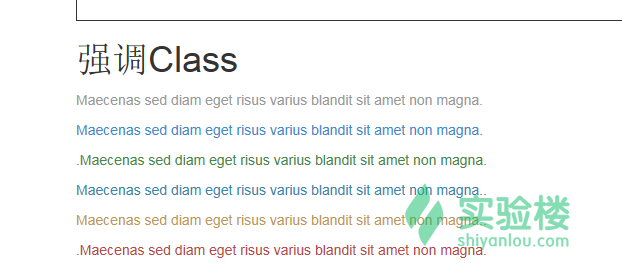 强调Class
Maecenas sed diam eget risus varius blandit sit amet non magna.
Maecenas sed diam eget risus varius blandit sit amet non magna.
.Maecenas sed diam eget risus varius blandit sit amet non magna.
Maecenas sed diam eget risus varius blandit sit amet non magna..
Maecenas sed diam eget risus varius blandit sit amet non magna..
.Maecenas sed diam eget risus varius blandit sit amet non magna.
实验楼
shiyanlou.com